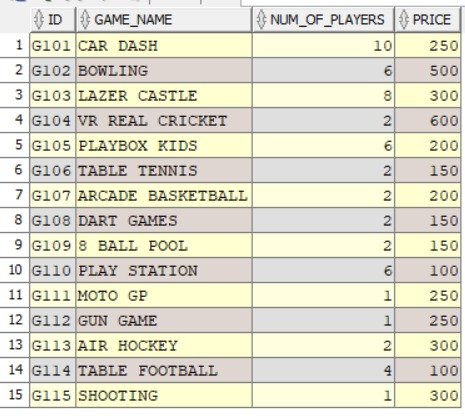 ID GAME_NAME NUM_OF_PLAYERS PRICE
1 G101 CAR DASH 10 250
2 G102 BOWLING 6 500
3 G103 LAZER CASTLE 8 300
4 G104 VR REAL CRICKET 2 600
5 G105 PLAYBOX KIDS 6 200
6 G106 TABLE TENNIS 2 150
7 G107 ARCADE BASKETBALL 2 200
8 G108 DART GAMES 2 150
9 G109 8 BALL POOL 2 150
10 G110 PLAY STATION 6 100
11 G111 MOTO GP 1 250
12 G112 GUN GAME 1 250
13 G113 AIR HOCKEY 2 300
14 G114 TABLE FOOTBALL 4 100
15 G115 SHOOTING 1 300